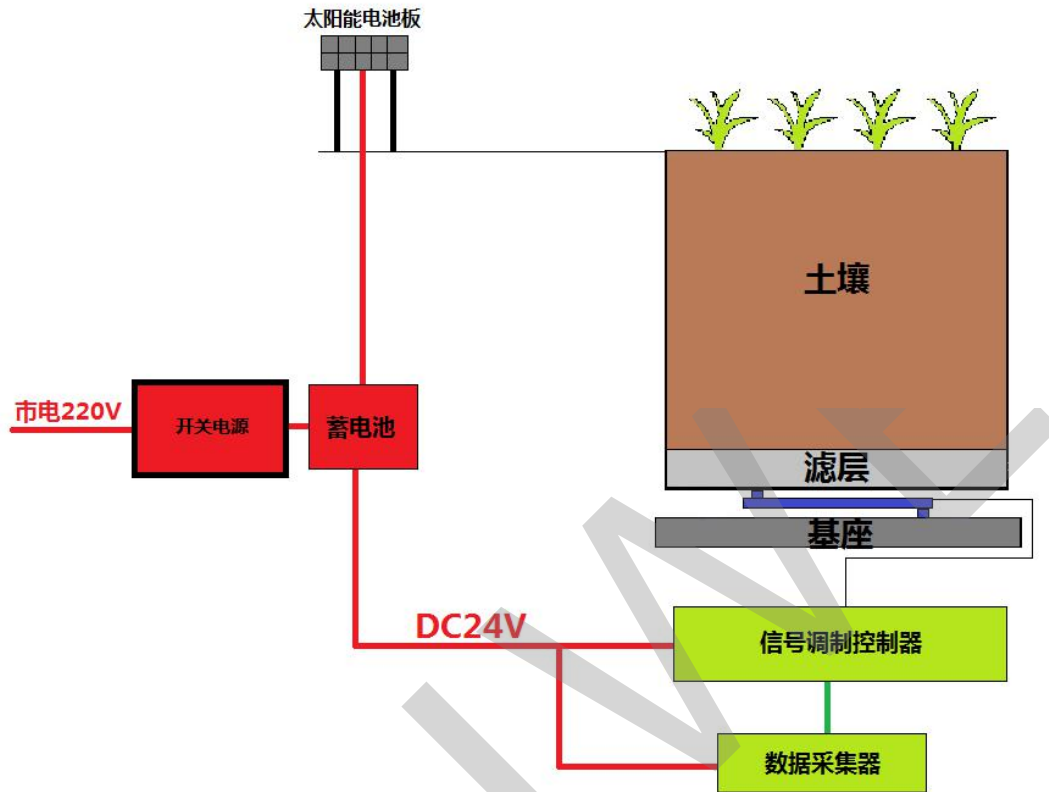 太阳能电池板
土壤
市电220V
开关电源
蓄电池
滤层
基座
DC24V
信号调制控制器
数据采集器